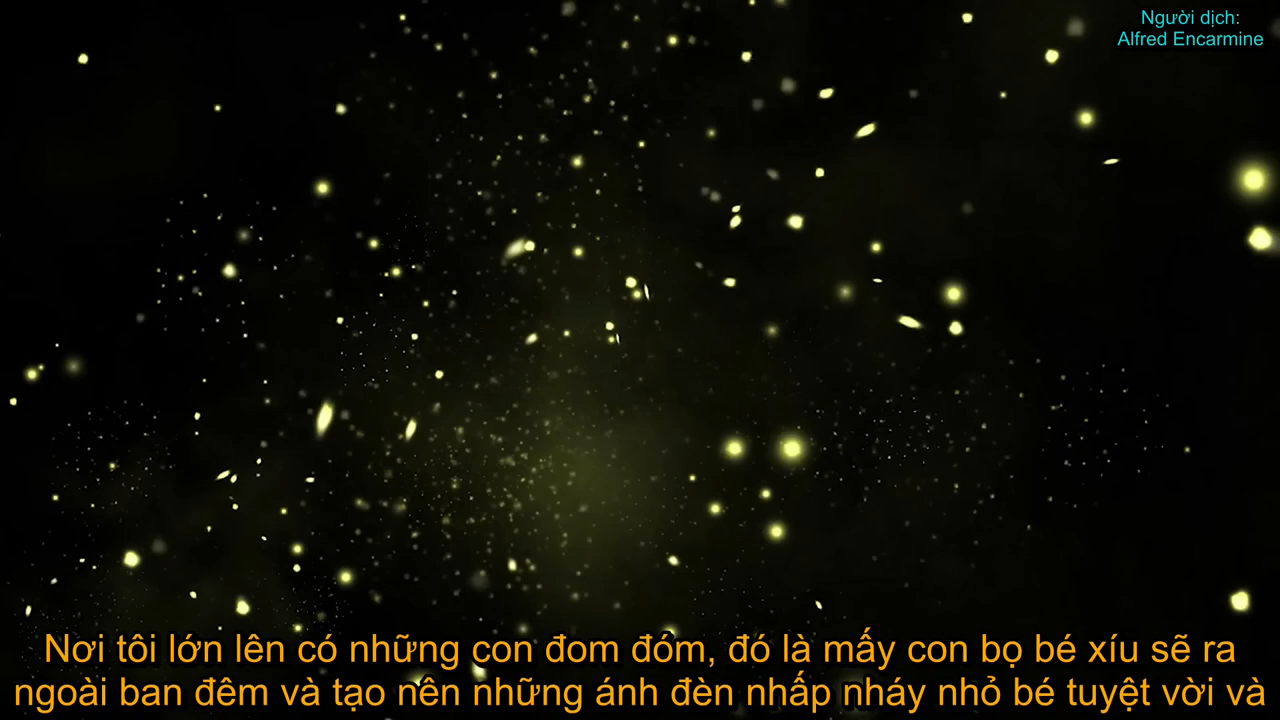 Người dịch:
Alfred Encarmine
Nơi tôi lớn lên có những con đom đóm, đó là mấy con bọ bé xíu sẽ ra
ngoài ban đêm và tạo nên những ánh đèn nhấp nháy nhỏ bé tuyệt vời và